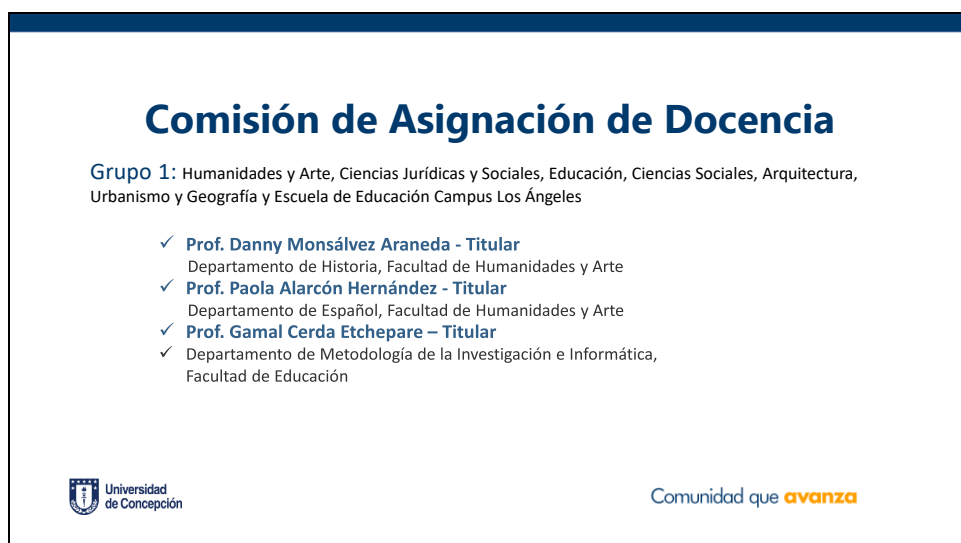 Comisión de Asignación de Docencia
Grupo 1: Humanidades y Arte, Ciencias Jurídicas y Sociales, Educación, Ciencias Sociales, Arquitectura,
Urbanismo y Geografía y Escuela de Educación Campus Los Ángeles
✓ Prof. Danny Monsálvez Araneda - Titular
Departamento de Historia, Facultad de Humanidades y Arte
✓ Prof. Paola Alarcón Hernández - Titular
Departamento de Español, Facultad de Humanidades y Arte
✓ Prof. Gamal Cerda Etchepare – Titular
✓ Departamento de Metodología de la Investigación e Informática,
Facultad de Educación
Universidad
de Concepción
Comunidad que avanza